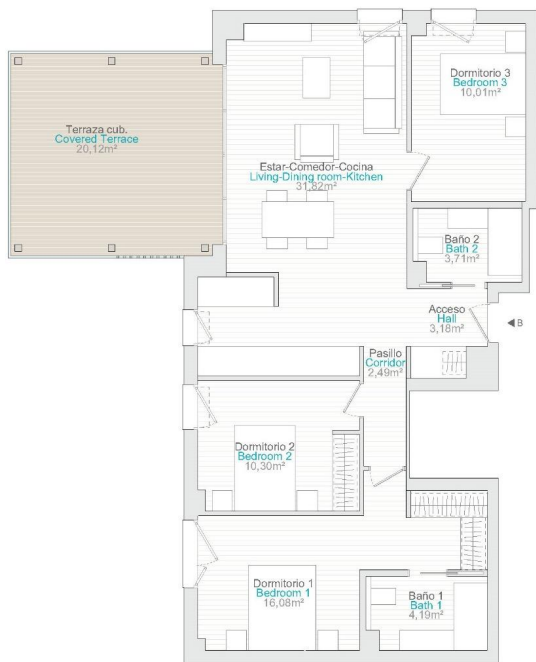 Dormitorio 3
Bedroom 3
10,01m²
Terraza cub.
Covered Terrace
20,12m²
Estar-Comedor-Cocina
Living-Dining room-Kitchen
31,82m²
Baño 2
Bath 2
3,71m²
Acceso
Hall
3,18m²
B
Pasillo
Corridor
2,49m²
Dormitorio 2
Bedroom 2
10,30m²
Dormitorio 1
Bedroom 1
16,08m²
Baño 1
Bath 1
4,19m²